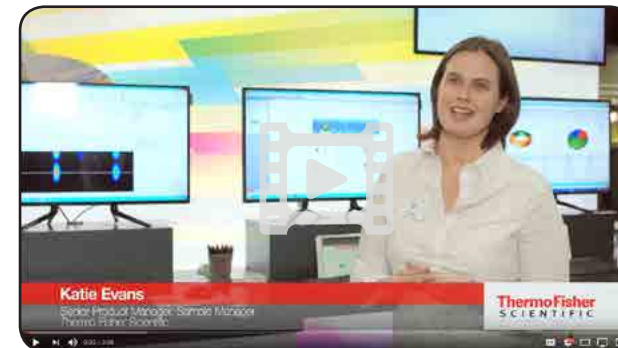 Katie Evans
Senior Product Manager, Sample Manager
Thermo Fisher Scientific
ThermoFisher
SCIENTIFIC